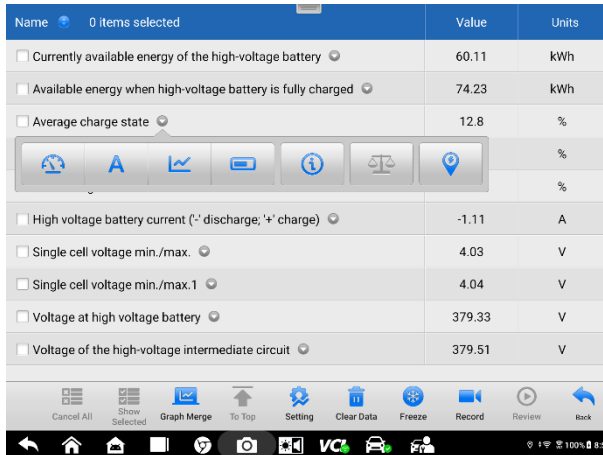 Name 0 items selected Value Units
Currently available energy of the high-voltage battery 60.11 kWh
Available energy when high-voltage battery is fully charged 74.23 kWh
Average charge state 12.8 %
A %
%
High voltage battery current ('-' discharge; '+' charge) -1.11 A
Single cell voltage min./max. 4.03 V
Single cell voltage min./max.1 4.04 V
Voltage at high voltage battery 379.33 V
Voltage of the high-voltage intermediate circuit 379.51 V
Cancel All Show Selected Graph Merge To Top Setting Clear Data Freeze Record Review Back
VCI 100%